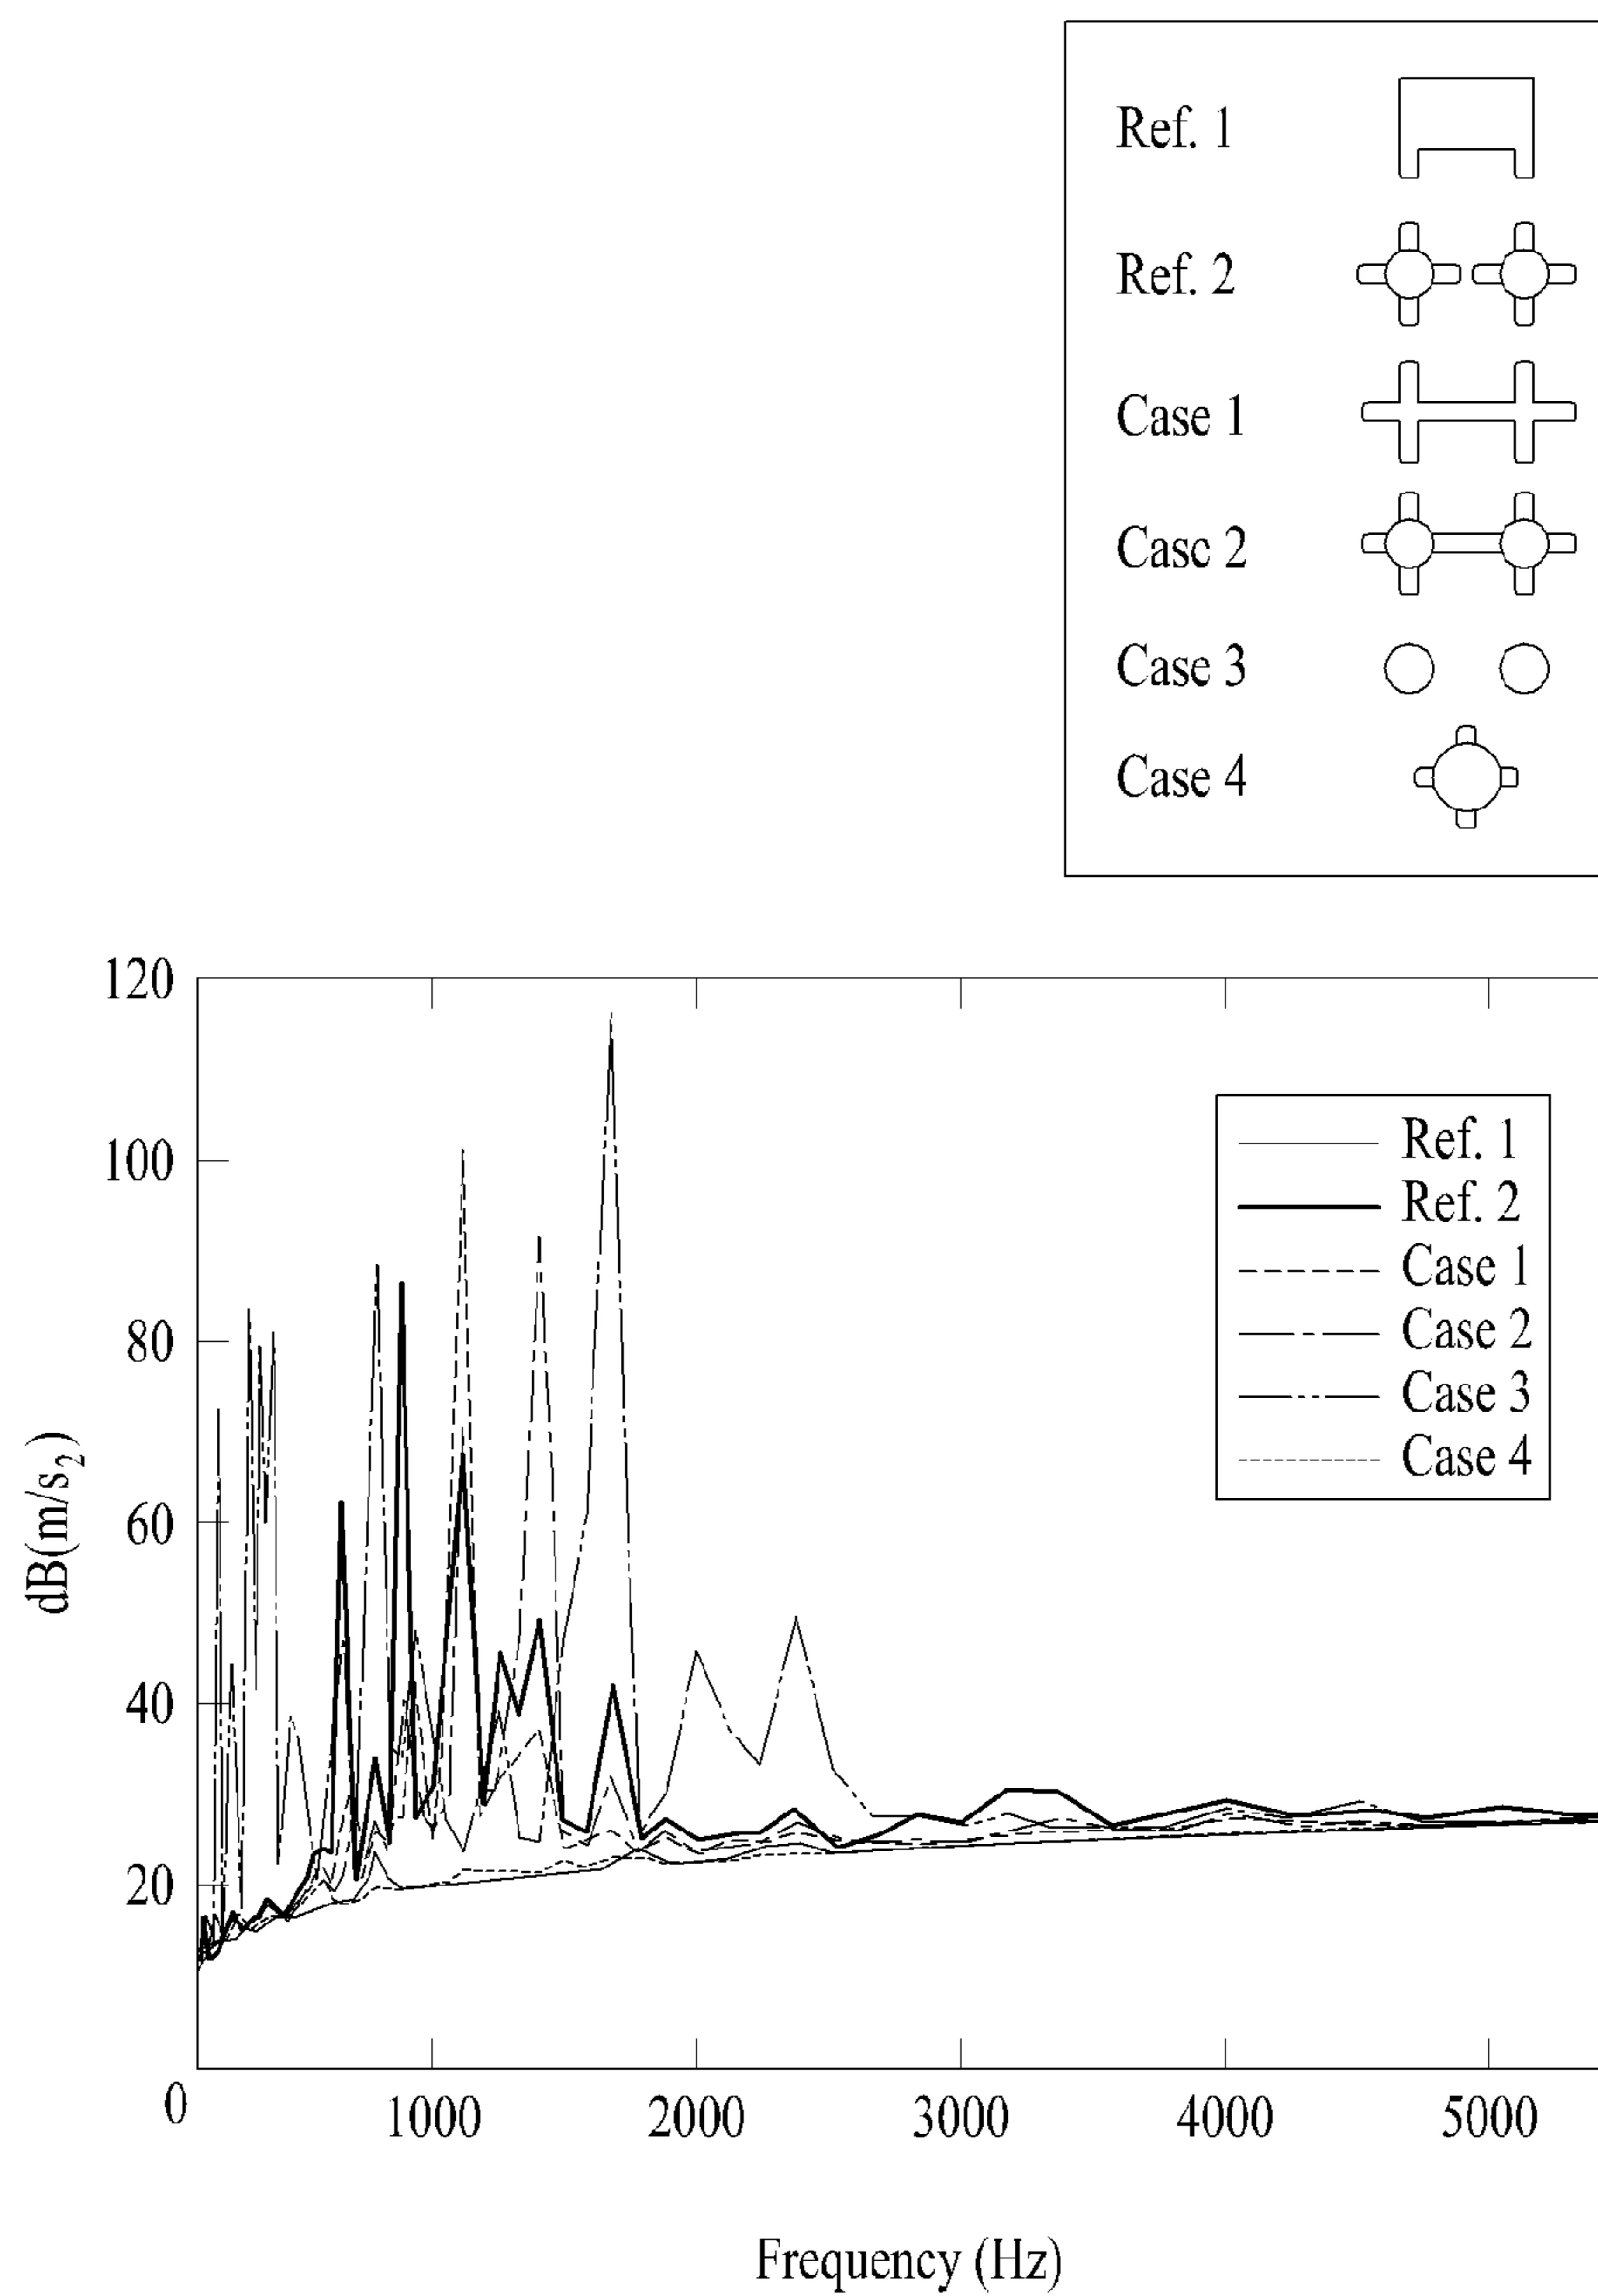 Ref. 1
Ref. 2
Case 1
Casc 2
Case 3
Case 4
120
100
80
60
40
20
0
dB(m/s2)
Ref. 1
Ref. 2
Case 1
Case 2
Case 3
Case 4
1000
2000
3000
4000
5000
Frequency (Hz)